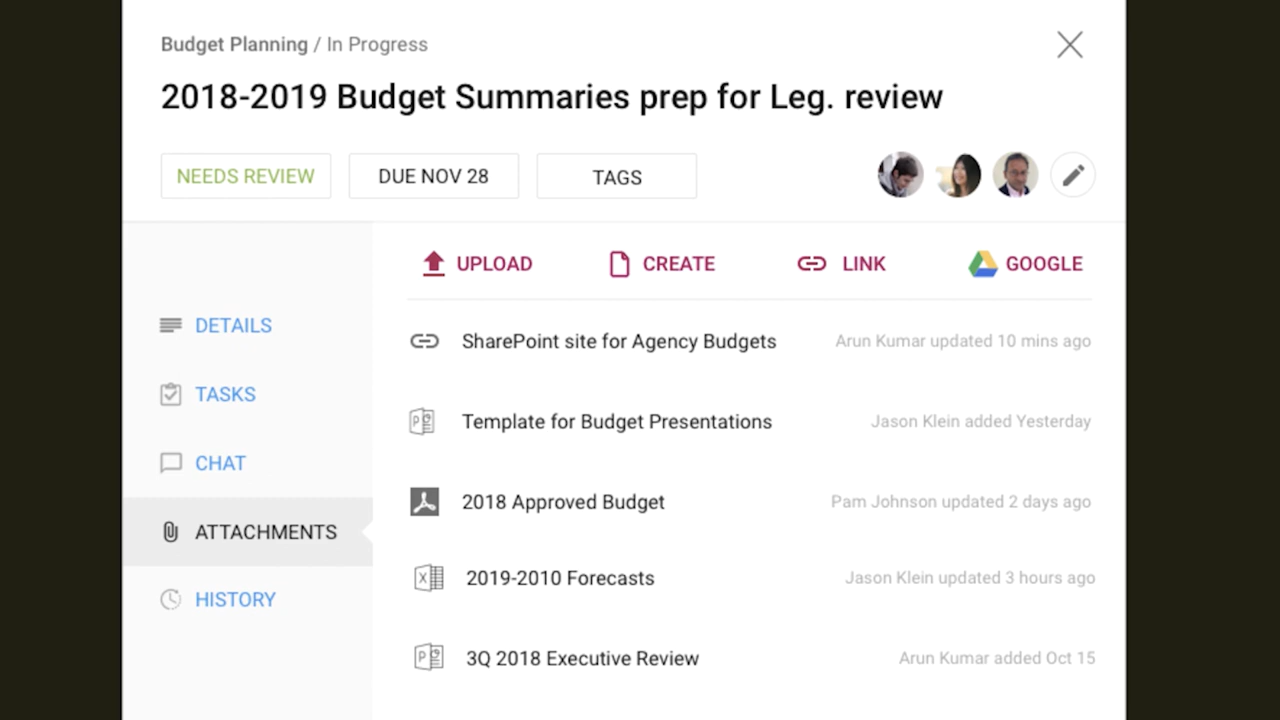 Budget Planning / In Progress
2018-2019 Budget Summaries prep for Leg. review
NEEDS REVIEW DUE NOV 28 TAGS
UPLOAD CREATE LINK GOOGLE
DETAILS
TASKS
CHAT
ATTACHMENTS
HISTORY
SharePoint site for Agency Budgets Arun Kumar updated 10 mins ago
Template for Budget Presentations Jason Klein added Yesterday
2018 Approved Budget Pam Johnson updated 2 days ago
2019-2010 Forecasts Jason Klein updated 3 hours ago
3Q 2018 Executive Review Arun Kumar added Oct 15